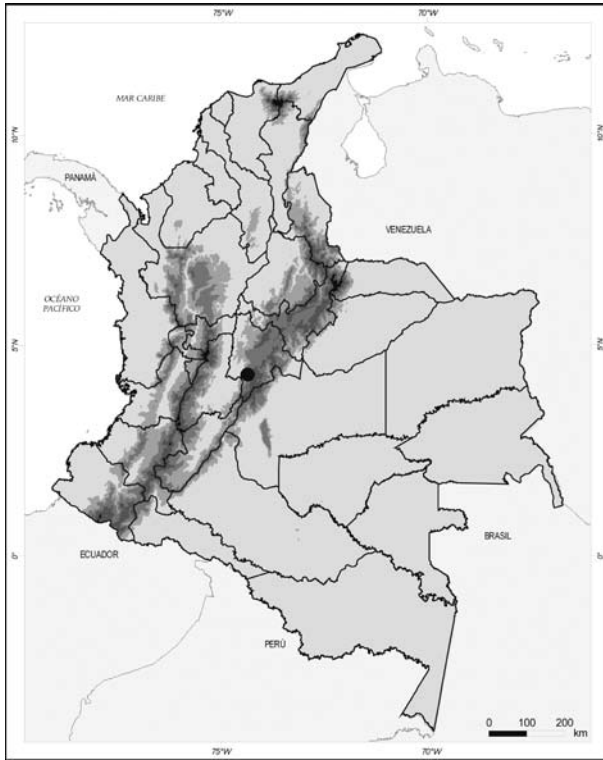 75°W
70°W
MAR CARIBE
10°N
10°N
PANAMÁ
VENEZUELA
OCÉANO
PACÍFICO
5°N
5°N
BRASIL
ECUADOR
0°
0°
PERÚ
0 100 200
km
75°W
70°W